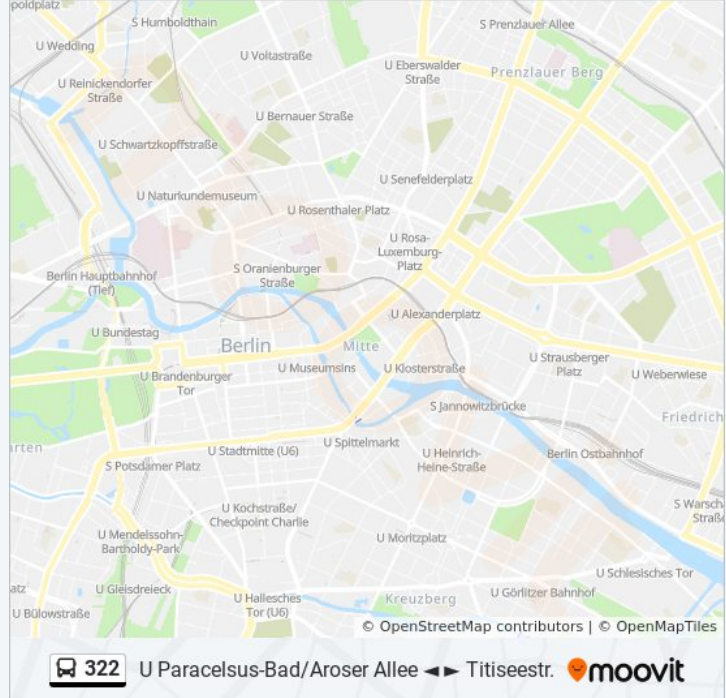 poldplatz
S Humboldthain
S Prenzlauer Allee
U Wedding
U Voltastraße
U Eberswalder
Straße
Prenzlauer Berg
U Reinickendorfer
Straße
U Bernauer Straße
U Schwartzkopffstraße
U Senefelderplatz
U Naturkundemuseum
U Rosenthaler Platz
U Rosa-
Luxemburg-
Platz
Berlin Hauptbahnhof
(Tief)
S Oranienburger
Straße
U Alexanderplatz
U Bundestag
Berlin
Mitte
U Strausberger
Platz
U Museumsins
U Klosterstraße
U Weberwiese
U Brandenburger
Tor
S Jannowitzbrücke
Friedrich
rten
U Stadtmitte (U6)
U Spittelmarkt
U Heinrich-
Heine-Straße
Berlin Ostbahnhof
S Potsdamer Platz
S Warsch
Straße
U Kochstraße/
Checkpoint Charlie
U Mendelssohn-
Bartholdy-Park
U Moritzplatz
U Schlesisches Tor
atz
U Gleisdreieck
U Hallesches
Tor (U6)
Kreuzberg
U Görlitzer Bahnhof
U Bülowstraße
© OpenStreetMap contributors | © OpenMapTiles
322 U Paracelsus-Bad/Aroser Allee ◄► Titiseestr. moovit